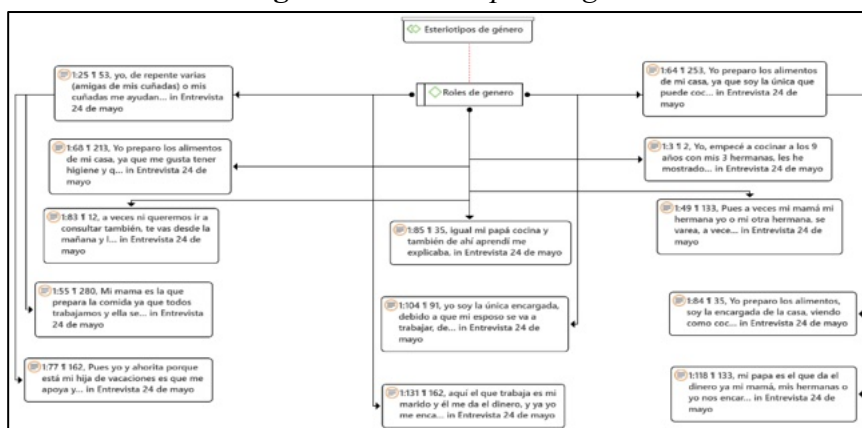 Esteriotipos de género
Roles de genero
1:25 ¶ 53, yo, de repente varias
(amigas de mis cuñadas) o mis
cuñadas me ayudan... in Entrevista
24 de mayo
1:64 ¶ 253, Yo preparo los alimentos
de mi casa, ya que soy la única que
puede coc... in Entrevista 24 de
mayo
1:68 ¶ 213, Yo preparo los alimentos
de mi casa, ya que me gusta tener
higiene y q... in Entrevista 24 de
mayo
1:3 ¶ 2, Yo, empecé a cocinar a los 9
años con mis 3 hermanas, les he
mostrado... in Entrevista 24 de
mayo
1:83 ¶ 12, a veces ni queremos ir a
consultar también, te vas desde la
mañana y l... in Entrevista 24 de
mayo
1:85 ¶ 35, igual mi papá cocina y
también de ahí aprendí me
explicaba, in Entrevista 24 de mayo
1:49 ¶ 133, Pues a veces mi mamá mi
hermana yo o mi otra hermana, se
varea, a vece... in Entrevista 24 de
mayo
1:55 ¶ 280, Mi mama es la que
prepara la comida ya que todos
trabajamos y ella se... in Entrevista
24 de mayo
1:104 ¶ 91, yo soy la única encargada,
debido a que mi esposo se va a
trabajar, de... in Entrevista 24 de
mayo
1:84 ¶ 35, Yo preparo los alimentos,
soy la encargada de la casa, viendo
como coc... in Entrevista 24 de mayo
1:77 ¶ 162, Pues yo y ahorita porque
está mi hija de vacaciones es que me
apoya y... in Entrevista 24 de mayo
1:131 ¶ 162, aquí el que trabaja es mi
marido y él me da el dinero, y ya yo
me enca... in Entrevista 24 de mayo
1:118 ¶ 133, mi papa es el que da el
dinero ya mi mamá, mis hermanas o
yo nos encar... in Entrevista 24 de
mayo